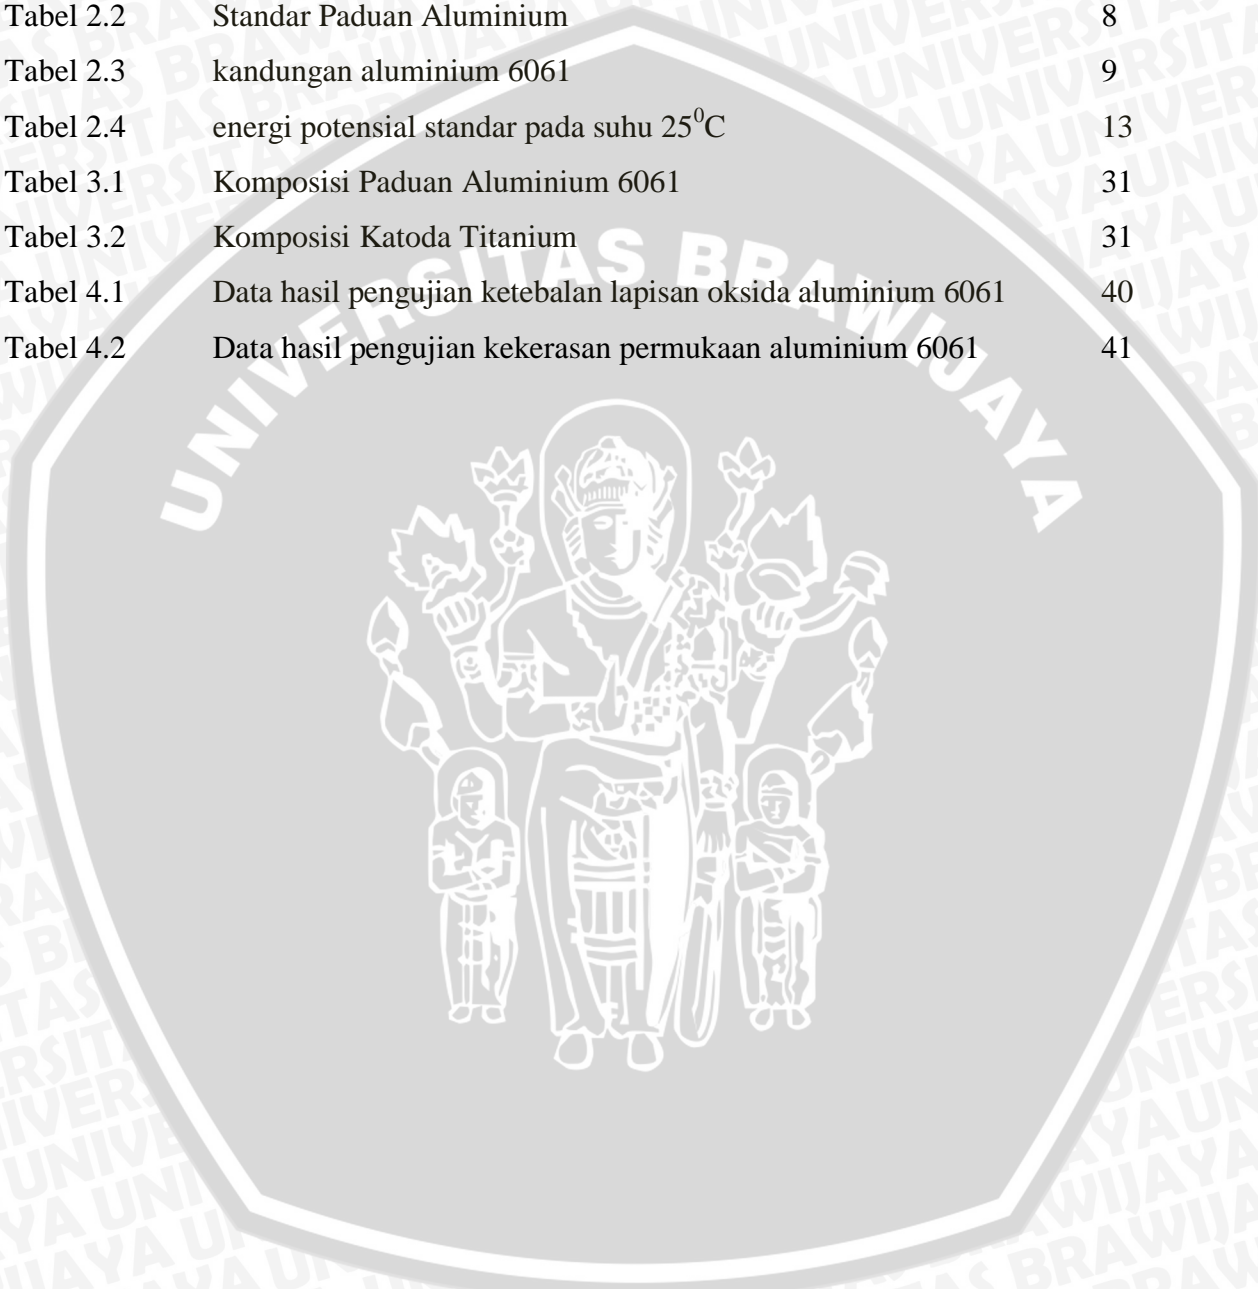 Tabel 2.2 Standar Paduan Aluminium 8
Tabel 2.3 kandungan aluminium 6061 9
Tabel 2.4 energi potensial standar pada suhu 25⁰C 13
Tabel 3.1 Komposisi Paduan Aluminium 6061 31
Tabel 3.2 Komposisi Katoda Titanium 31
Tabel 4.1 Data hasil pengujian ketebalan lapisan oksida aluminium 6061 40
Tabel 4.2 Data hasil pengujian kekerasan permukaan aluminium 6061 41
UNIVERSITAS BRAWIJAYA